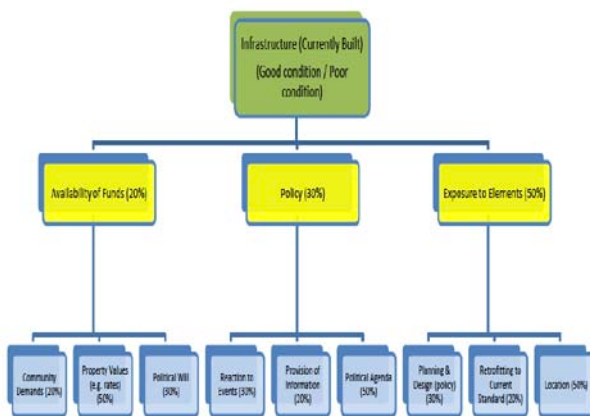 Infrastructure (Currently Built)
(Good condition / Poor
condition)
Availability of Funds (20%)
Policy (30%)
Exposure to Elements (50%)
Community
Demands (20%)
Property Values
(e.g. rates)
(50%)
Political Will
(30%)
Reaction to
Events (30%)
Provision of
Information
(20%)
Political Agenda
(50%)
Planning &
Design (policy)
(30%)
Retrofitting to
Current
Standard (20%)
Location (50%)